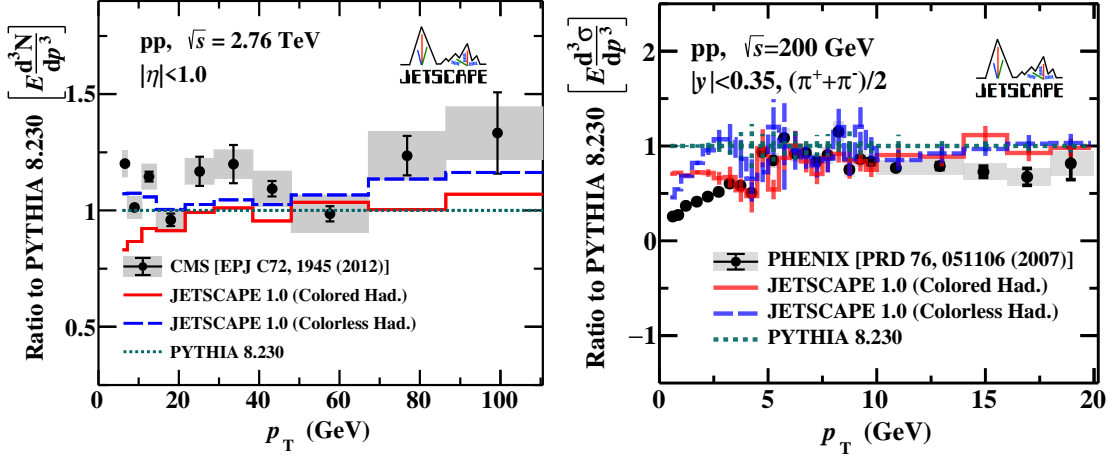 Ratio to PYTHIA 8.230 [E d³N/dp³]
pp, √s = 2.76 TeV
|η|<1.0
JETSCAPE
1.5
1
0.5
CMS [EPJ C72, 1945 (2012)]
JETSCAPE 1.0 (Colored Had.)
JETSCAPE 1.0 (Colorless Had.)
PYTHIA 8.230
0 20 40 60 80 100
p_T (GeV)
Ratio to PYTHIA 8.230 [E d³σ/dp³]
pp, √s=200 GeV
|y|<0.35, (π⁺+π⁻)/2
JETSCAPE
2
1
0
−1
PHENIX [PRD 76, 051106 (2007)]
JETSCAPE 1.0 (Colored Had.)
JETSCAPE 1.0 (Colorless Had.)
PYTHIA 8.230
0 5 10 15 20
p_T (GeV)